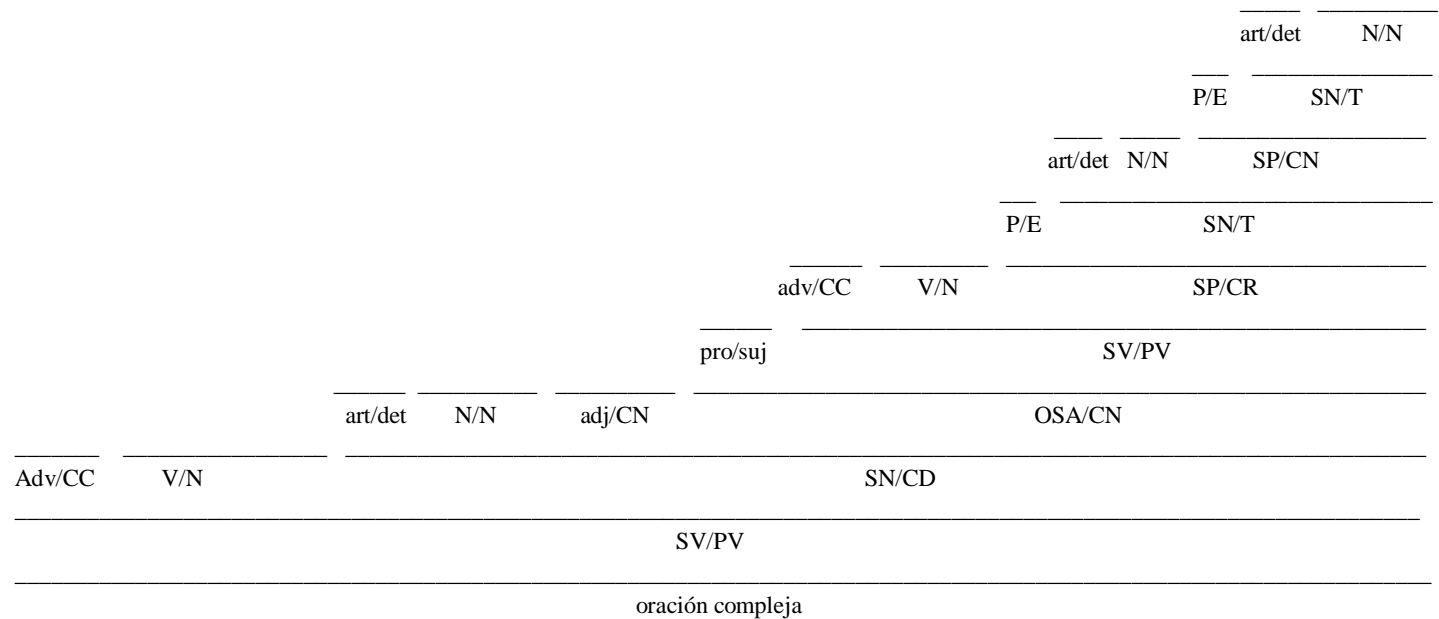 art/det N/N
P/E SN/T
art/det N/N SP/CN
P/E SN/T
adv/CC V/N SP/CR
pro/suj SV/PV
art/det N/N adj/CN OSA/CN
Adv/CC V/N SN/CD
SV/PV
oración compleja